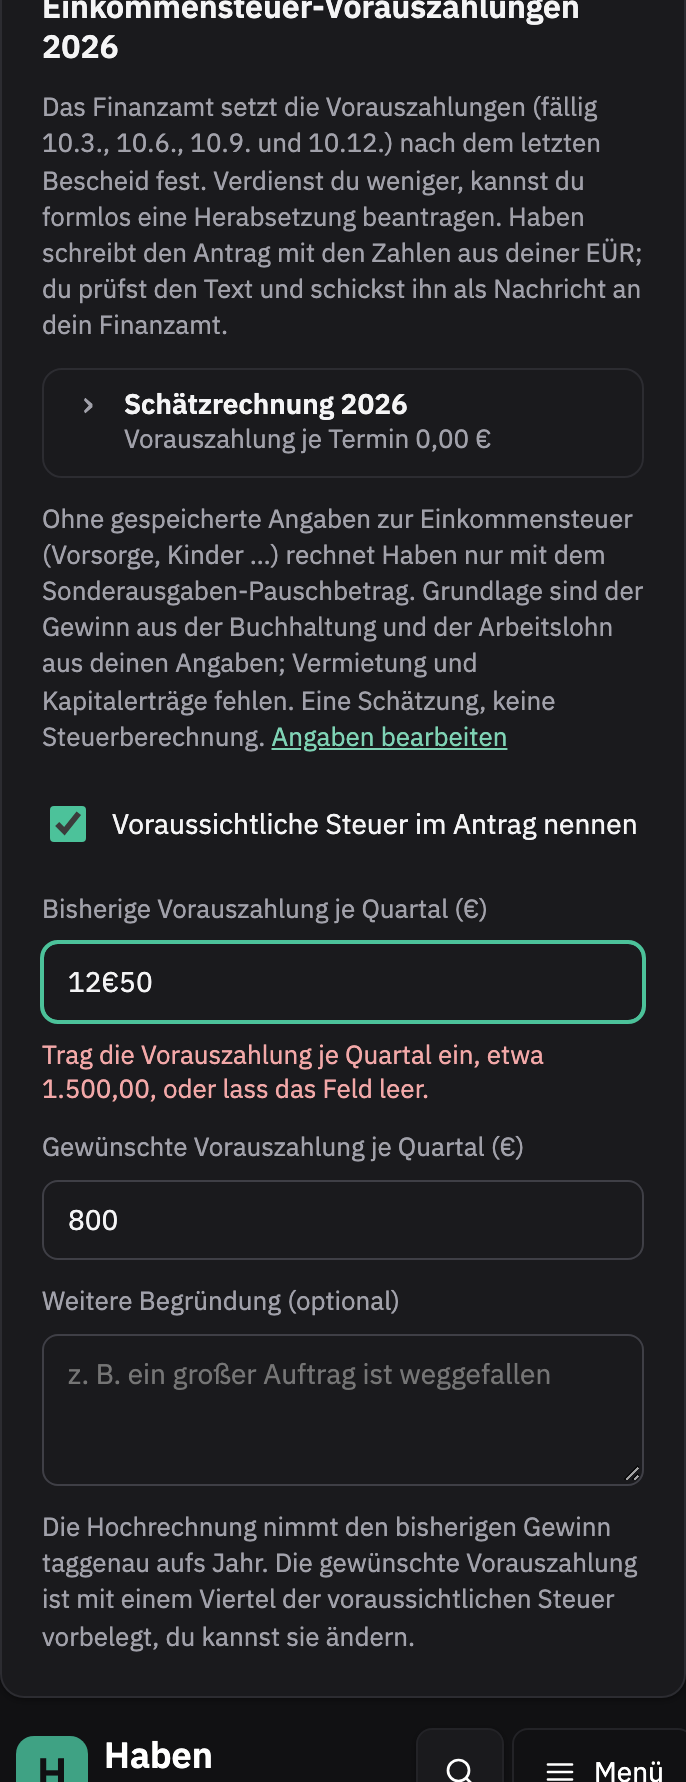 Einkommensteuer-Vorauszahlungen
2026
Das Finanzamt setzt die Vorauszahlungen (fällig
10.3., 10.6., 10.9. und 10.12.) nach dem letzten
Bescheid fest. Verdienst du weniger, kannst du
formlos eine Herabsetzung beantragen. Haben
schreibt den Antrag mit den Zahlen aus deiner EÜR;
du prüfst den Text und schickst ihn als Nachricht an
dein Finanzamt.
Schätzrechnung 2026
Vorauszahlung je Termin 0,00 €
Ohne gespeicherte Angaben zur Einkommensteuer
(Vorsorge, Kinder …) rechnet Haben nur mit dem
Sonderausgaben-Pauschbetrag. Grundlage sind der
Gewinn aus der Buchhaltung und der Arbeitslohn
aus deinen Angaben; Vermietung und
Kapitalerträge fehlen. Eine Schätzung, keine
Steuerberechnung. Angaben bearbeiten
Voraussichtliche Steuer im Antrag nennen
Bisherige Vorauszahlung je Quartal (€)
12€50
Trag die Vorauszahlung je Quartal ein, etwa
1.500,00, oder lass das Feld leer.
Gewünschte Vorauszahlung je Quartal (€)
800
Weitere Begründung (optional)
z. B. ein großer Auftrag ist weggefallen
Die Hochrechnung nimmt den bisherigen Gewinn
taggenau aufs Jahr. Die gewünschte Vorauszahlung
ist mit einem Viertel der voraussichtlichen Steuer
vorbelegt, du kannst sie ändern.
H Haben
Menü